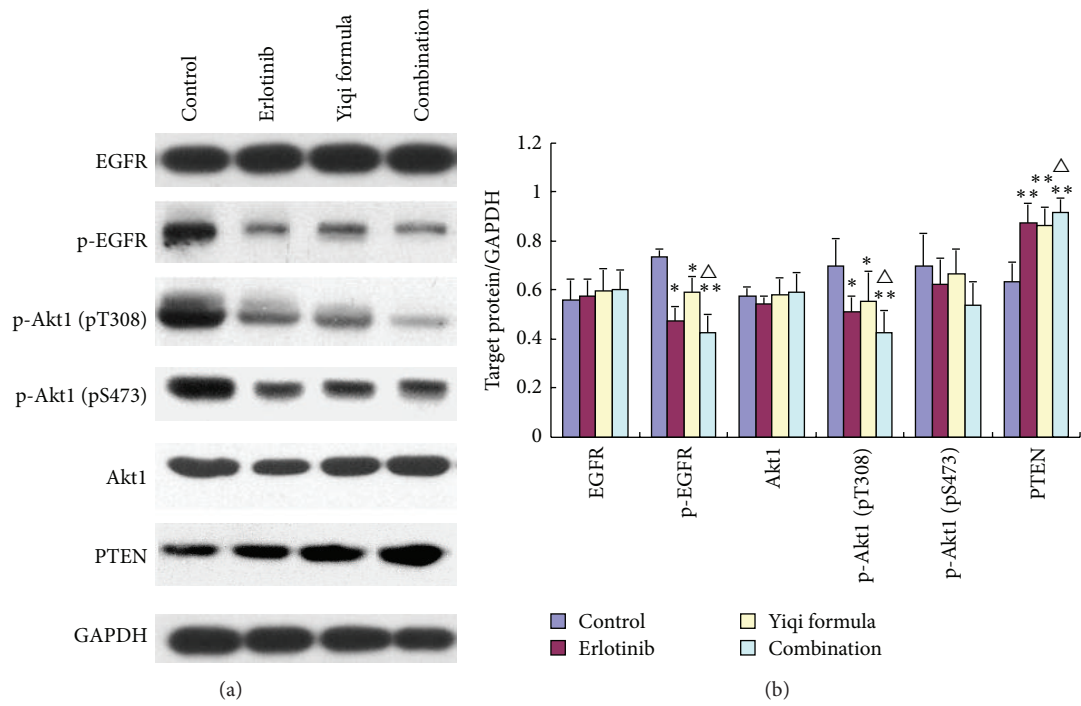 Control
Erlotinib
Yiqi formula
Combination
EGFR
p-EGFR
p-Akt1 (pT308)
p-Akt1 (pS473)
Akt1
PTEN
GAPDH
(a)
Target protein/GAPDH
1.2
1
0.8
0.6
0.4
0.2
0
* * △ **
* * △ **
** ** △ **
EGFR
p-EGFR
Akt1
p-Akt1 (pT308)
p-Akt1 (pS473)
PTEN
Control
Erlotinib
Yiqi formula
Combination
(b)